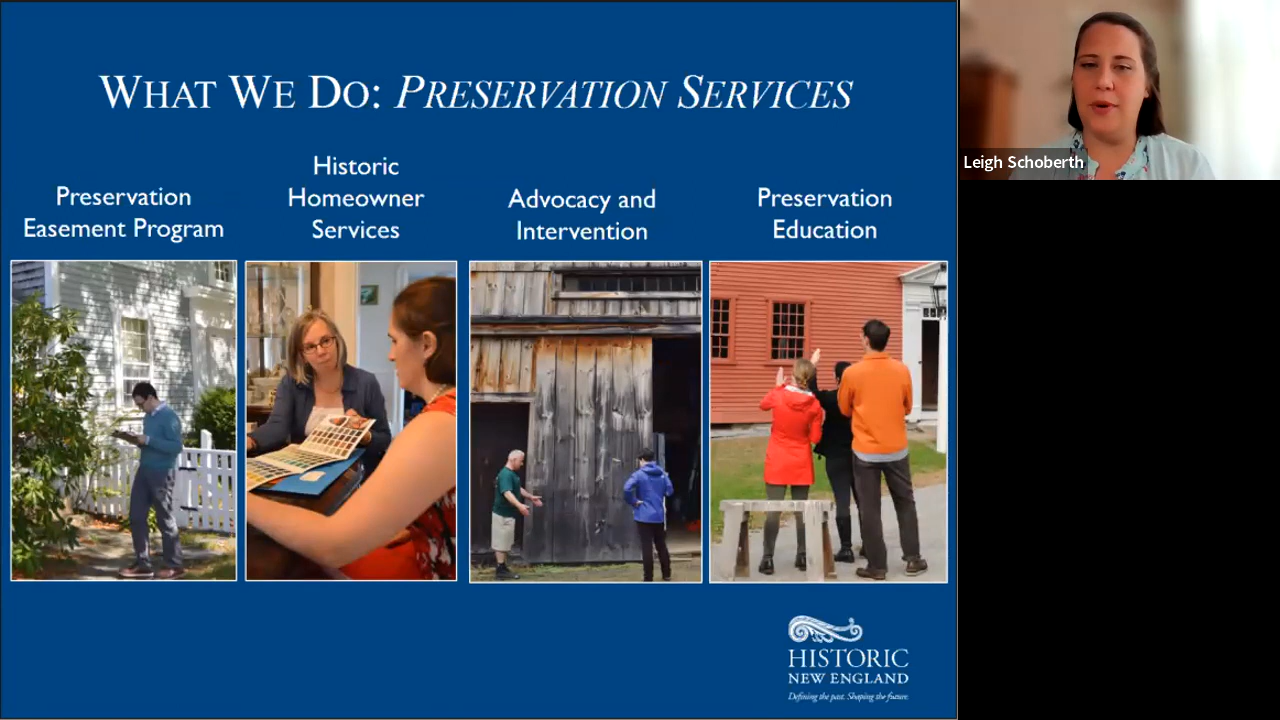 WHAT WE DO: PRESERVATION SERVICES
Preservation
Easement Program
Historic
Homeowner
Services
Advocacy and
Intervention
Preservation
Education
HISTORIC
NEW ENGLAND
Defining the past. Shaping the future.
Leigh Schoberth